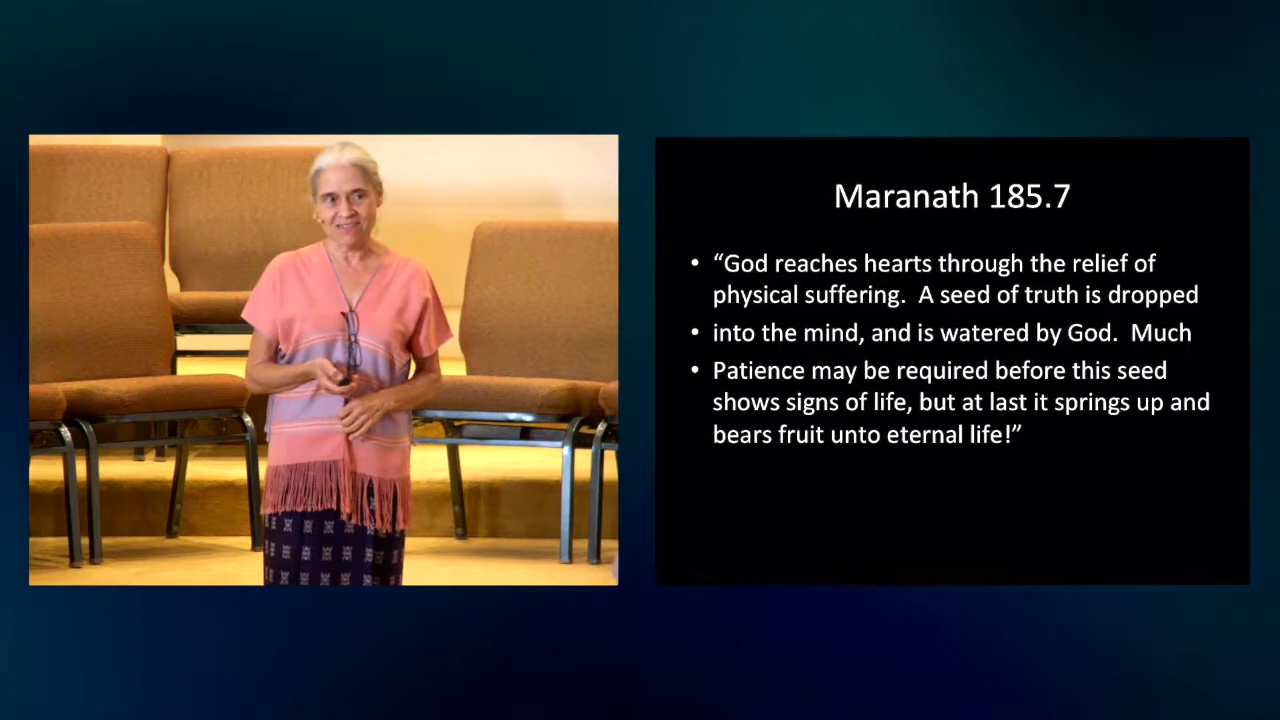 Maranath 185.7
• “God reaches hearts through the relief of
physical suffering.  A seed of truth is dropped
• into the mind, and is watered by God.  Much
• Patience may be required before this seed
shows signs of life, but at last it springs up and
bears fruit unto eternal life!”